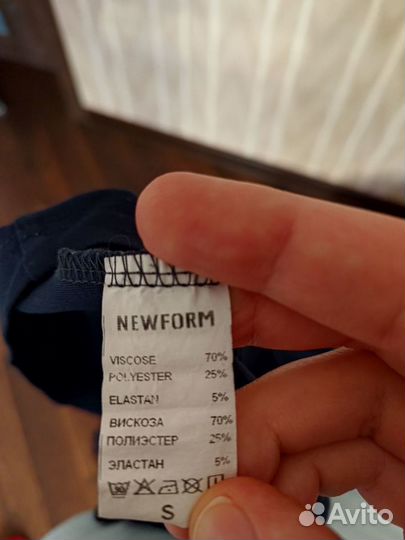 NEWFORM
VISCOSE 70%
POLYESTER 25%
ELASTAN 5%
ВИСКОЗА 70%
ПОЛИЭСТЕР 25%
ЭЛАСТАН 5%
S
Avito